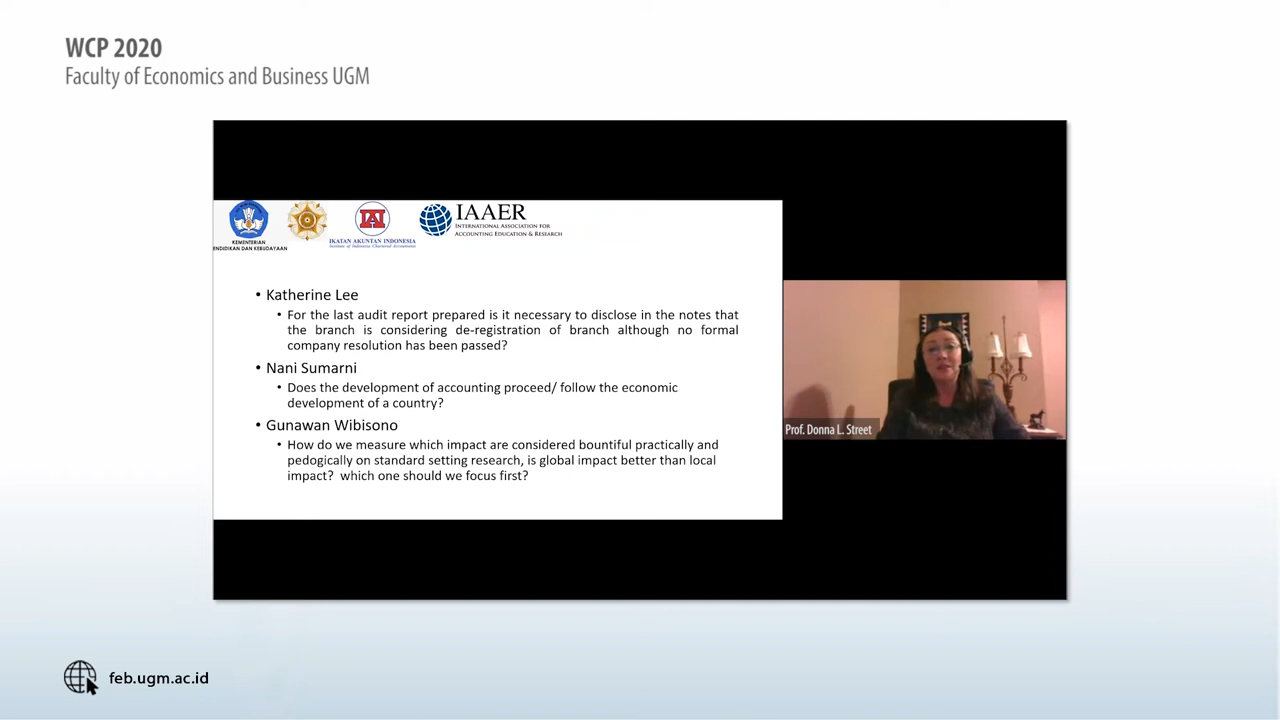 WCP 2020
Faculty of Economics and Business UGM
KEMENTERIAN
ENDIDIKAN DAN KEBUDAYAAN
IAI
IKATAN AKUNTAN INDONESIA
Institute of Indonesia Chartered Accountants
IAAER
INTERNATIONAL ASSOCIATION FOR
ACCOUNTING EDUCATION & RESEARCH
• Katherine Lee
• For the last audit report prepared is it necessary to disclose in the notes that
the branch is considering de-registration of branch although no formal
company resolution has been passed?
• Nani Sumarni
• Does the development of accounting proceed/ follow the economic
development of a country?
• Gunawan Wibisono
• How do we measure which impact are considered bountiful practically and
pedogically on standard setting research, is global impact better than local
impact?  which one should we focus first?
Prof. Donna L. Street
feb.ugm.ac.id